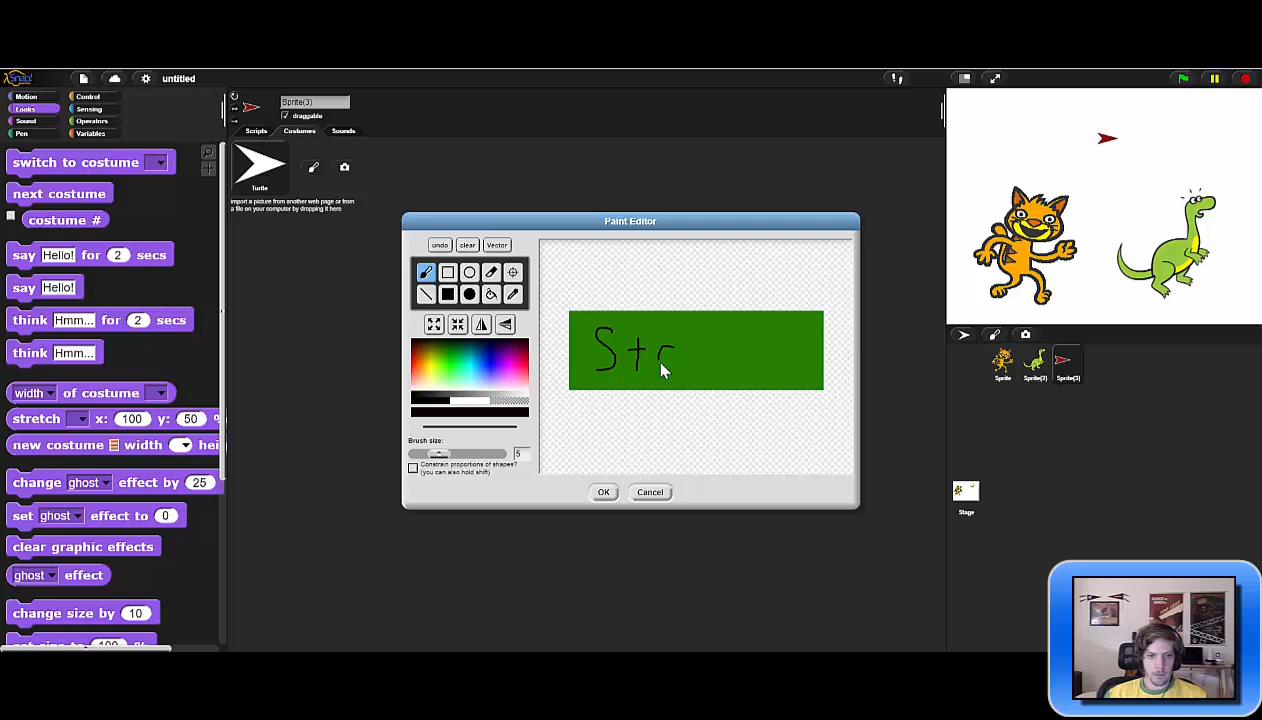 Snap! untitled
Motion Control
Looks Sensing
Sound Operators
Pen Variables
switch to costume
next costume
costume #
say Hello! for 2 secs
say Hello!
think Hmm... for 2 secs
think Hmm...
width of costume
stretch x: 100 y: 50 %
new costume width hei
change ghost effect by 25
set ghost effect to 0
clear graphic effects
ghost effect
change size by 10
Sprite(3)
draggable
Scripts Costumes Sounds
Turtle
import a picture from another web page or from
a file on your computer by dropping it here
Paint Editor
undo clear Vector
Str
Brush size:
5
Constrain proportions of shapes?
(you can also hold shift)
OK Cancel
Sprite Sprite(2) Sprite(3)
Stage